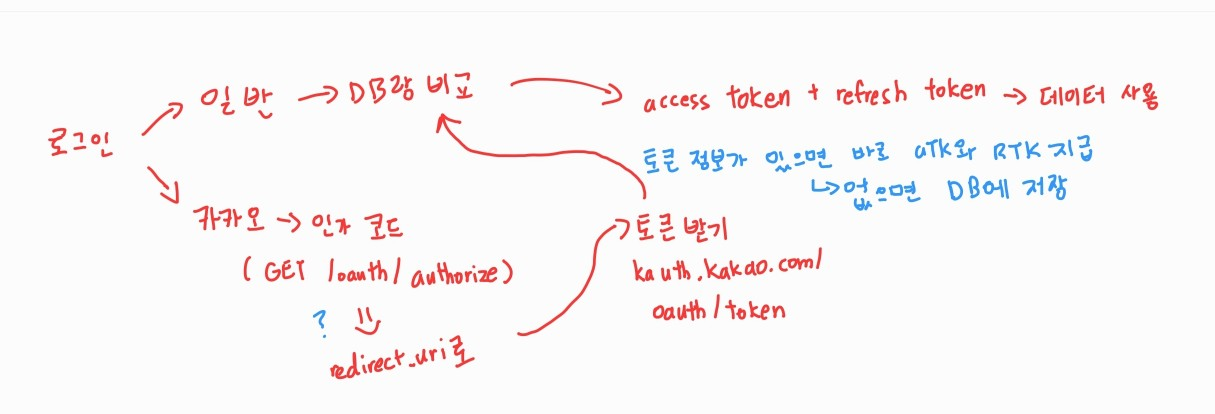 로그인
일반 → DB랑 비교
access token + refresh token → 데이터 사용
토큰 정보가 있으면 바로 aTK와 RTK 지급
↳ 없으면 DB에 저장
카카오 → 인가 코드
(GET /oauth/authorize)
?
redirect_uri로
토큰 받기
kauth.kakao.com/
oauth/token